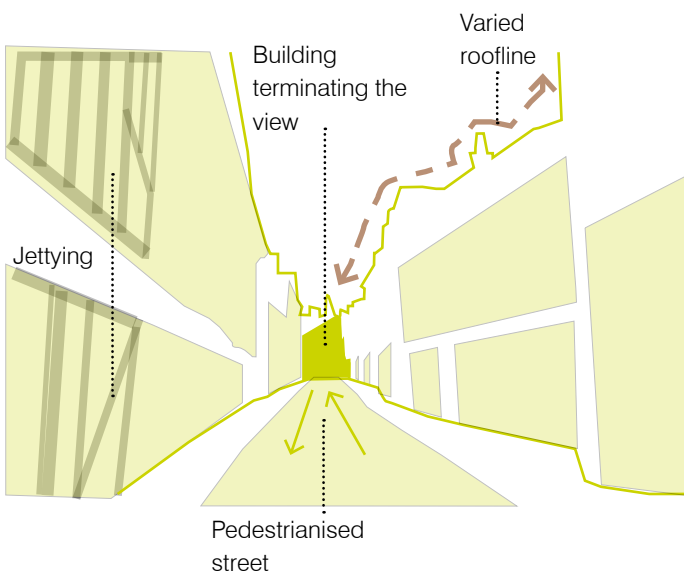 Building
terminating the
view
Varied
roofline
Jettying
Pedestrianised
street